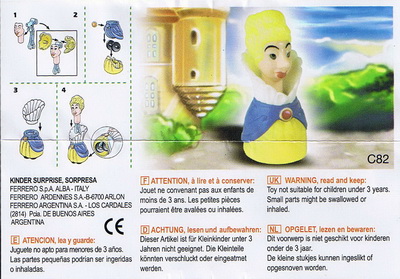 1
2
3
4
C82
KINDER SURPRISE, SORPRESA
FERRERO S.p.A. ALBA - ITALY
FERRERO ARDENNES S.A.-B-6700 ARLON
FERRERO ARGENTINA S.A. - LOS CARDALES
(2814) Pcia. DE BUENOS AIRES
ARGENTINA
CE
E ATENCION, lea y guarde:
Juguete no apto para menores de 3 años.
Las partes pequeñas podrían ser ingeridas
o inhaladas.
F ATTENTION, à lire et à conserver:
Jouet ne convenant pas aux enfants de
moins de 3 ans. Les petites pièces
pourraient être avalées ou inhalées.
D ACHTUNG, lesen und aufbewahren:
Dieser Artikel ist für Kleinkinder unter 3
Jahren nicht geeignet. Die Kleinteile
könnten verschluckt oder eingeatmet
werden.
UK WARNING, read and keep:
Toy not suitable for children under 3 years.
Small parts might be swallowed or
inhaled.
NL OPGELET, lezen en bewaren:
Dit voorwerp is niet geschikt voor kinderen
onder de 3 jaar.
De kleine stukjes kunnen ingeslikt of
opgesnoven worden.